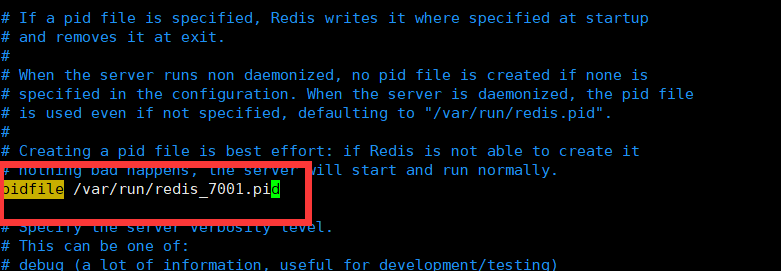 # If a pid file is specified, Redis writes it where specified at startup
# and removes it at exit.
#
# When the server runs non daemonized, no pid file is created if none is
# specified in the configuration. When the server is daemonized, the pid file
# is used even if not specified, defaulting to "/var/run/redis.pid".
#
# Creating a pid file is best effort: if Redis is not able to create it
# nothing bad happens, the server will start and run normally.
pidfile /var/run/redis_7001.pid
# Specify the server verbosity level.
# This can be one of:
# debug (a lot of information, useful for development/testing)